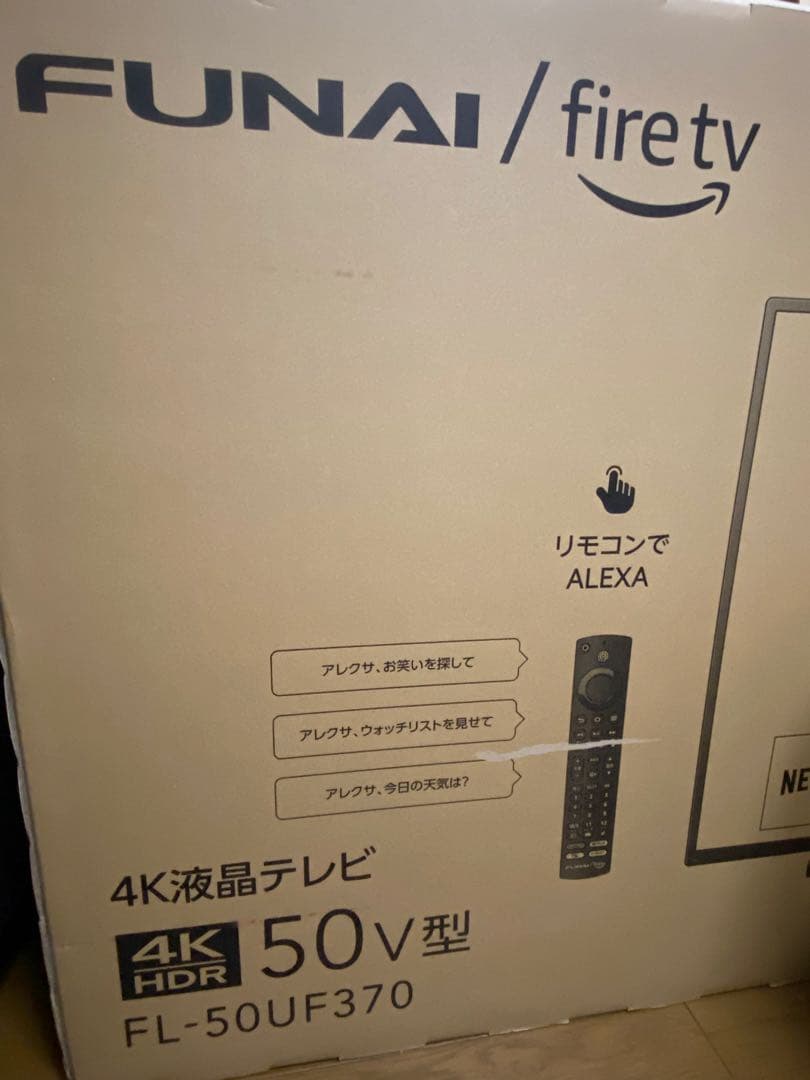 FUNAI/fire tv
リモコンで
ALEXA
アレクサ、お笑いを探して
アレクサ、ウォッチリストを見せて
アレクサ、今日の天気は?
FUNAI
NE
4K液晶テレビ
4K
HDR
50V型
FL-50UF370